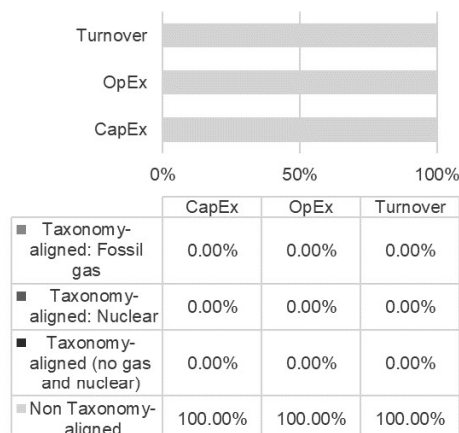 Turnover
OpEx
CapEx
0% 50% 100%
CapEx OpEx Turnover
Taxonomy-
aligned: Fossil
gas
0.00% 0.00% 0.00%
Taxonomy-
aligned: Nuclear
0.00% 0.00% 0.00%
Taxonomy-
aligned (no gas
and nuclear)
0.00% 0.00% 0.00%
Non Taxonomy-
aligned
100.00% 100.00% 100.00%